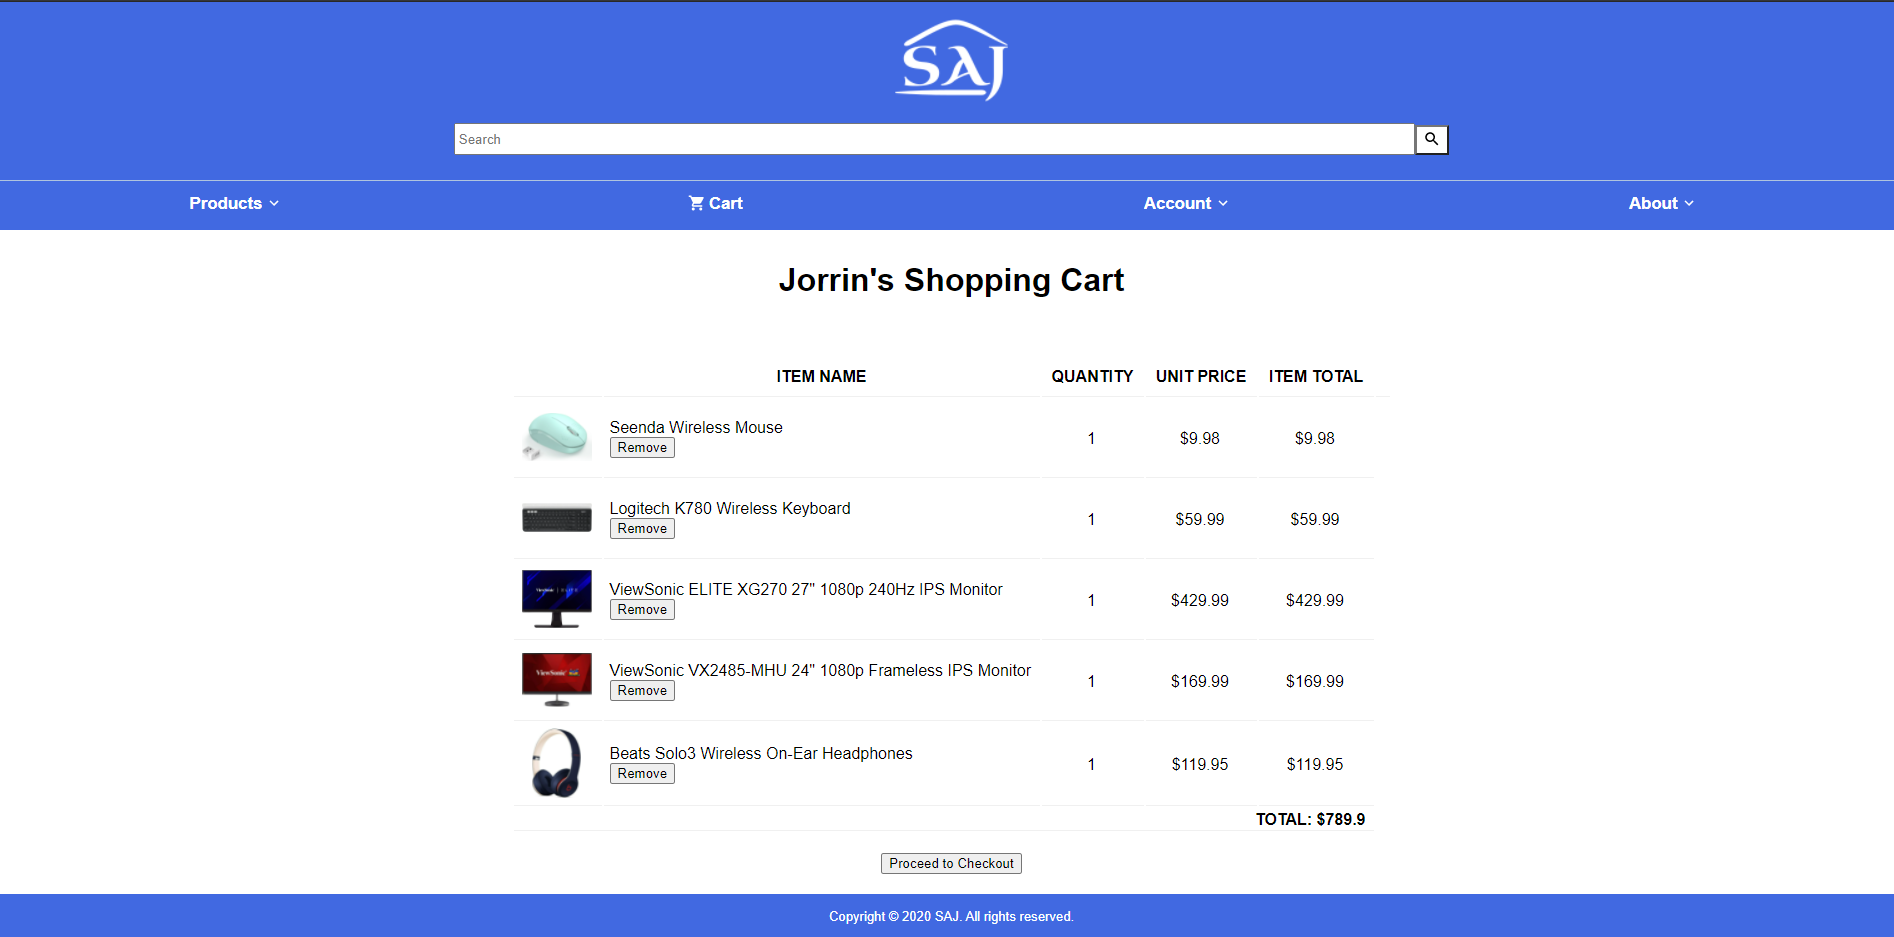 SAJ
Search
Products
Cart
Account
About
Jorrin's Shopping Cart
ITEM NAME QUANTITY UNIT PRICE ITEM TOTAL
Seenda Wireless Mouse
Remove
1 $9.98 $9.98
Logitech K780 Wireless Keyboard
Remove
1 $59.99 $59.99
ViewSonic ELITE XG270 27" 1080p 240Hz IPS Monitor
Remove
1 $429.99 $429.99
ViewSonic
ViewSonic VX2485-MHU 24" 1080p Frameless IPS Monitor
Remove
1 $169.99 $169.99
Beats Solo3 Wireless On-Ear Headphones
Remove
1 $119.95 $119.95
TOTAL: $789.9
Proceed to Checkout
Copyright © 2020 SAJ. All rights reserved.